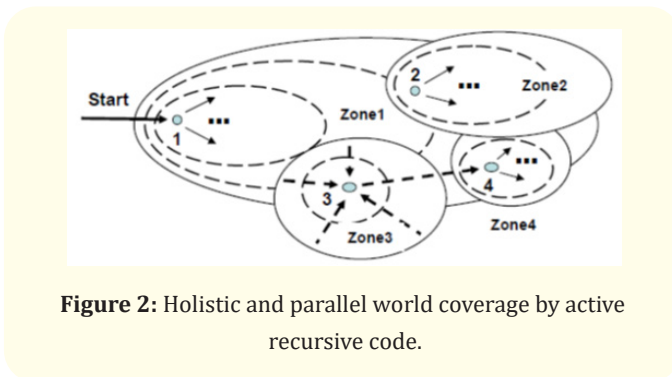 Start
1
...
Zone1
2
...
Zone2
3
Zone3
4
...
Zone4
Figure 2: Holistic and parallel world coverage by active
recursive code.